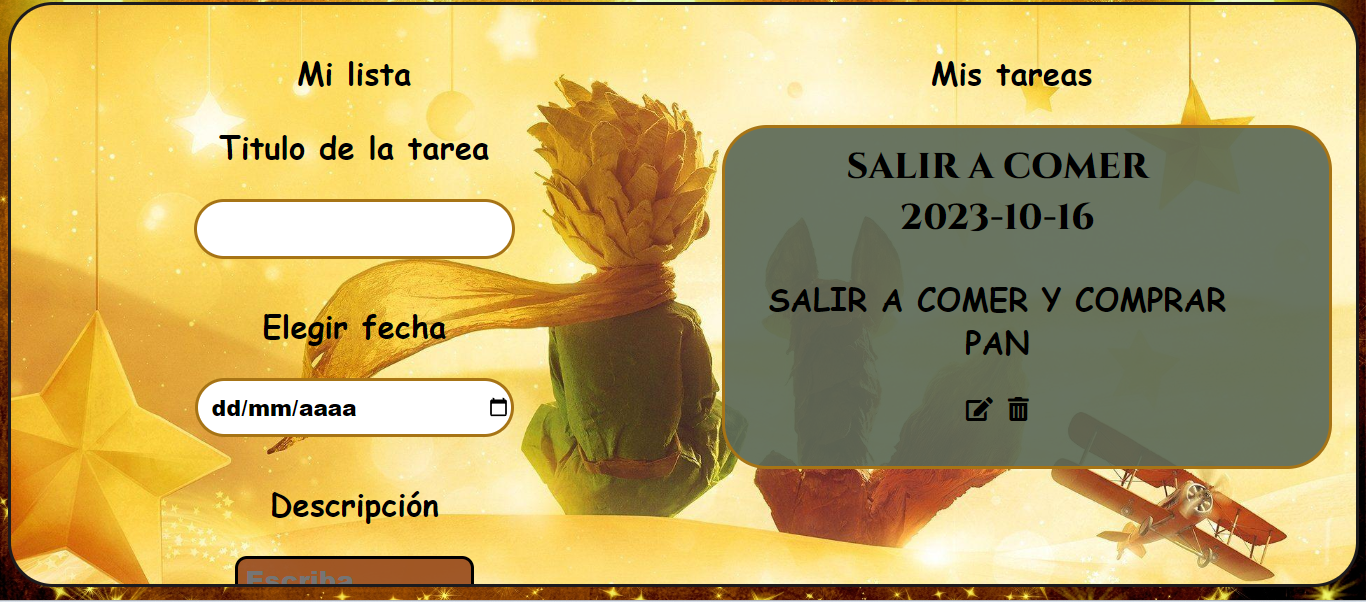 Mi lista
Titulo de la tarea
Elegir fecha
dd/mm/aaaa
Descripción
Escriba
Mis tareas
SALIR A COMER
2023-10-16
SALIR A COMER Y COMPRAR
PAN